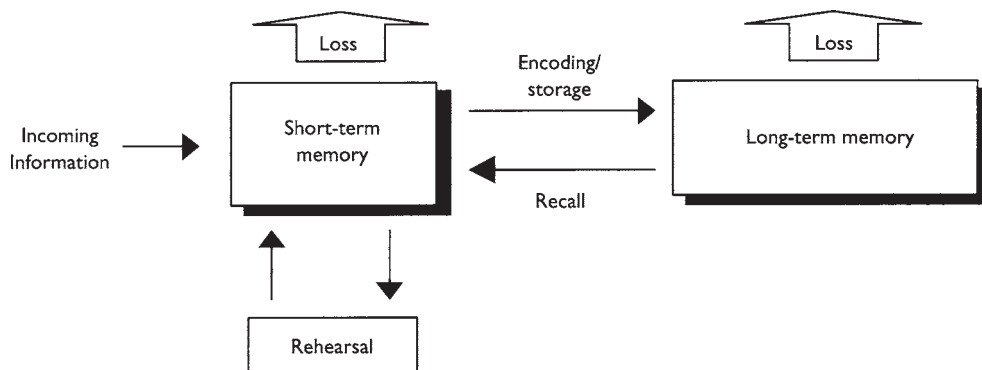 Loss
Loss
Encoding/
storage
Incoming
Information
Short-term
memory
Long-term memory
Recall
Rehearsal